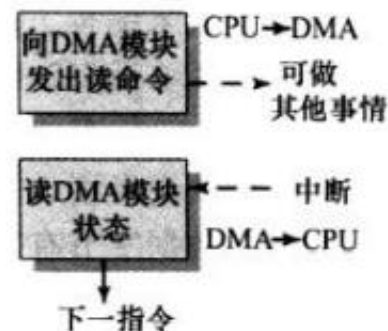 向DMA模块
发出读命令
CPU→DMA
可做
其他事情
读DMA模块
状态
中断
DMA→CPU
下一指令